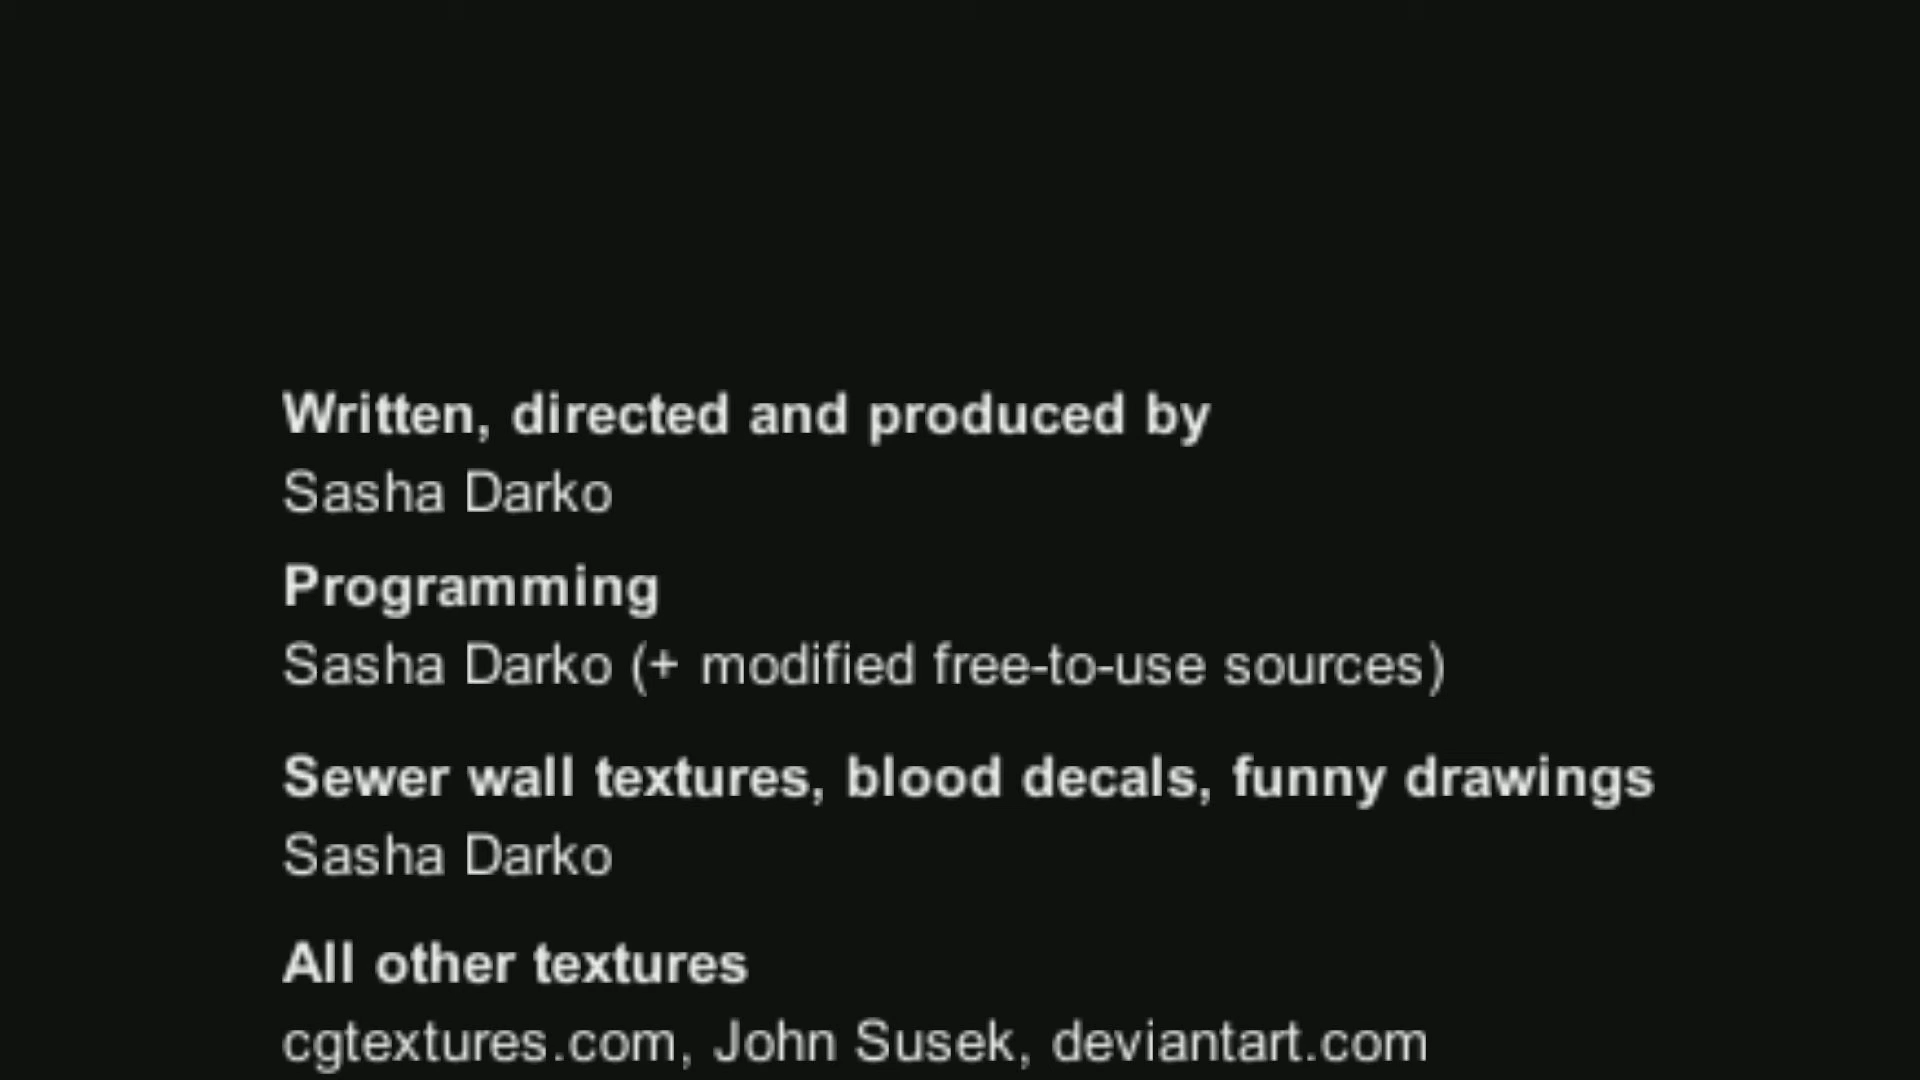 Written, directed and produced by
Sasha Darko
Programming
Sasha Darko (+ modified free-to-use sources)
Sewer wall textures, blood decals, funny drawings
Sasha Darko
All other textures
cgtextures.com, John Susek, deviantart.com